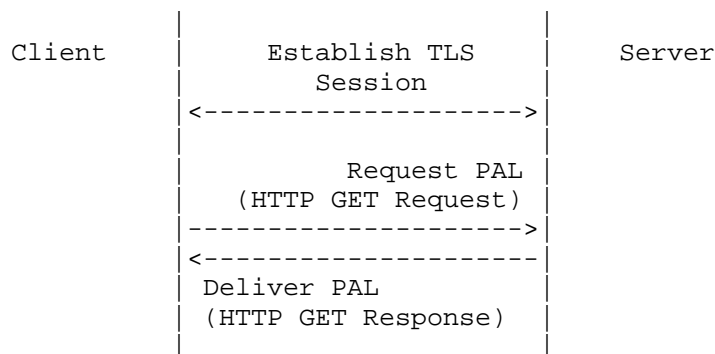 Client Establish TLS Server
Session
<-------------------->
Request PAL
(HTTP GET Request)
--------------------->
<---------------------
Deliver PAL
(HTTP GET Response)